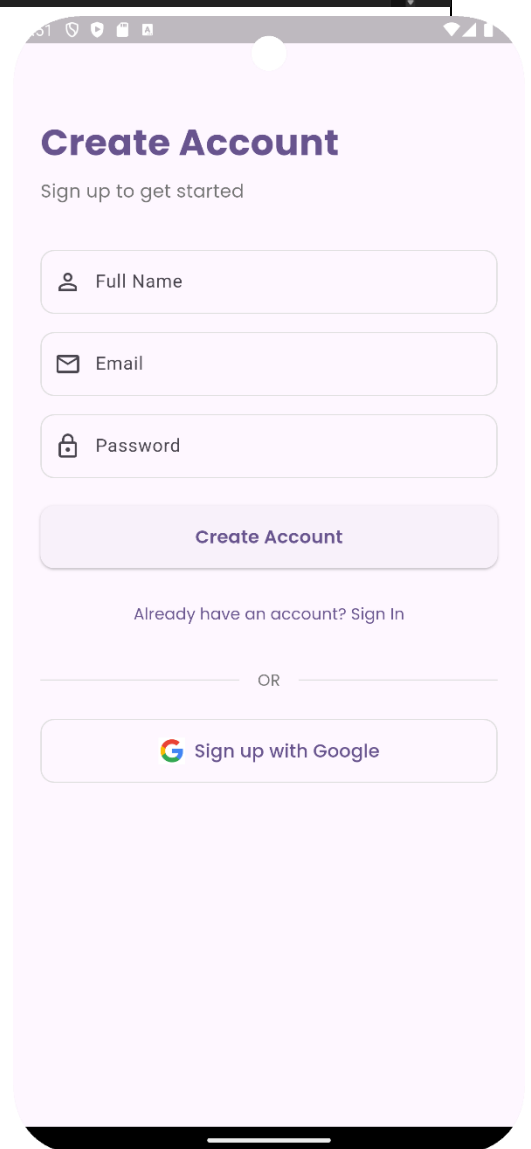 Create Account
Sign up to get started
Full Name
Email
Password
Create Account
Already have an account? Sign In
OR
Sign up with Google